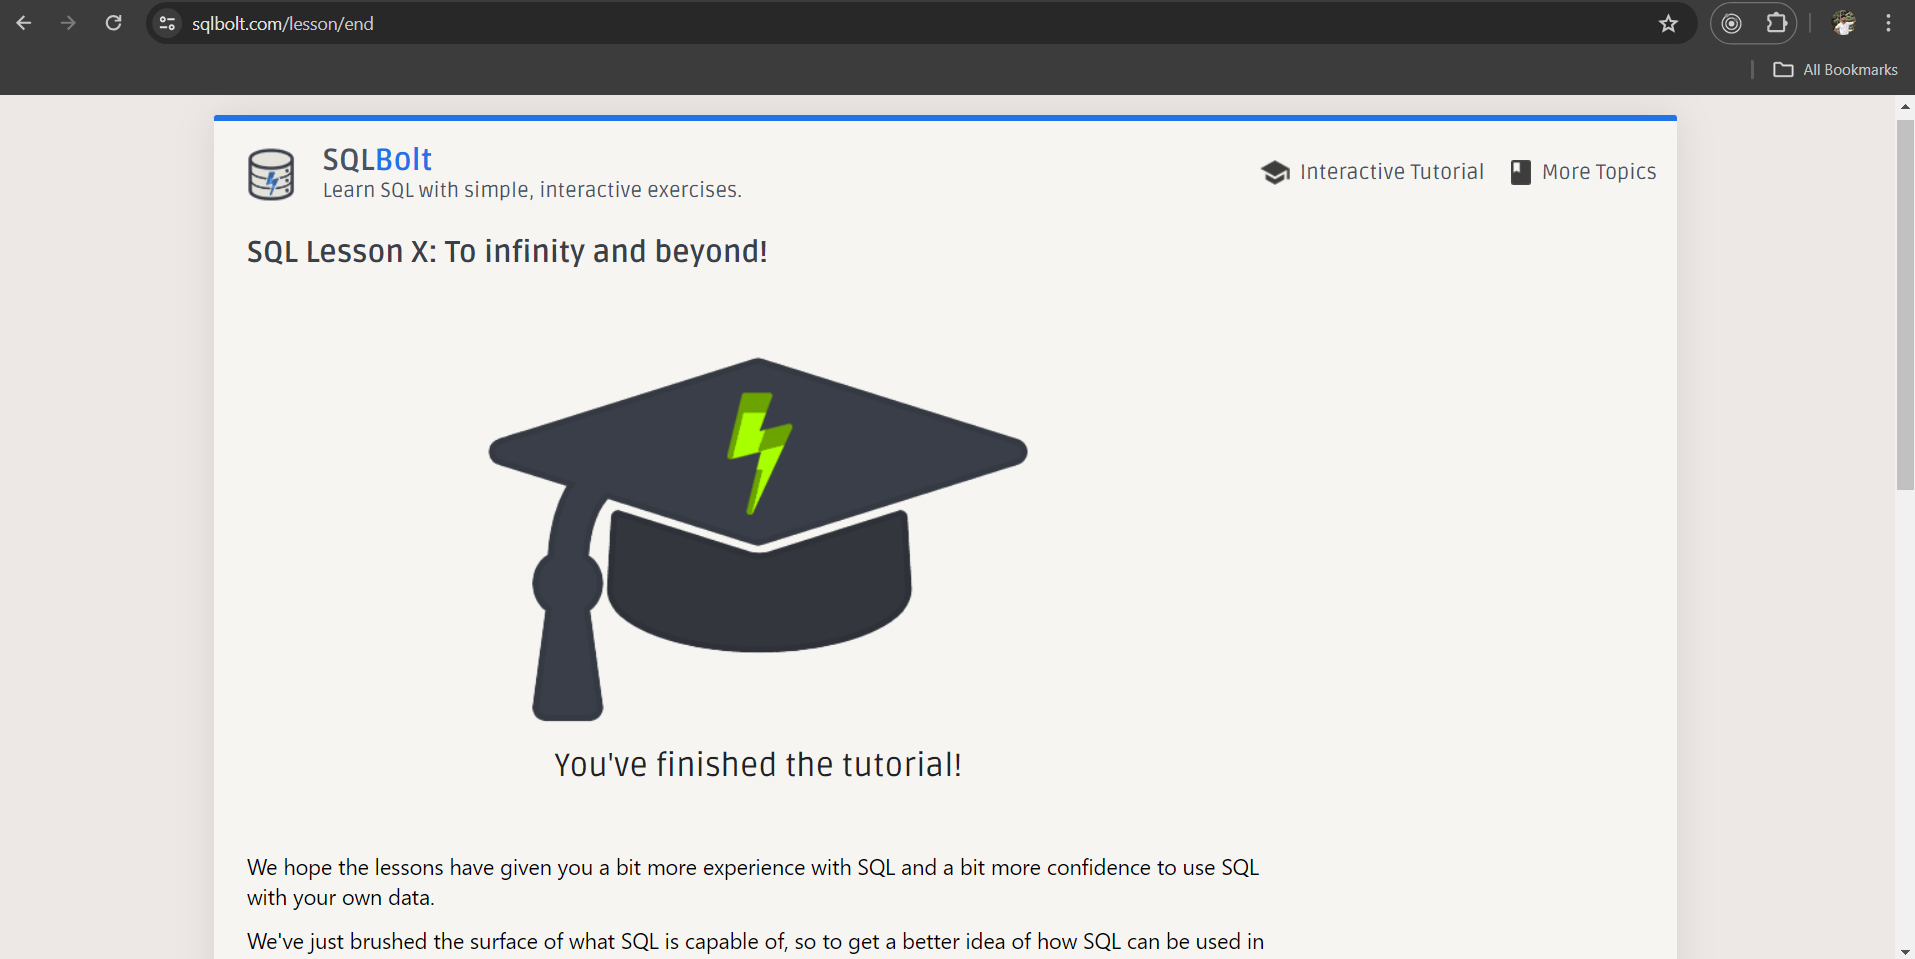 sqlbolt.com/lesson/end
All Bookmarks
SQLBolt
Learn SQL with simple, interactive exercises.
Interactive Tutorial
More Topics
SQL Lesson X: To infinity and beyond!
You've finished the tutorial!
We hope the lessons have given you a bit more experience with SQL and a bit more confidence to use SQL
with your own data.
We've just brushed the surface of what SQL is capable of, so to get a better idea of how SQL can be used in